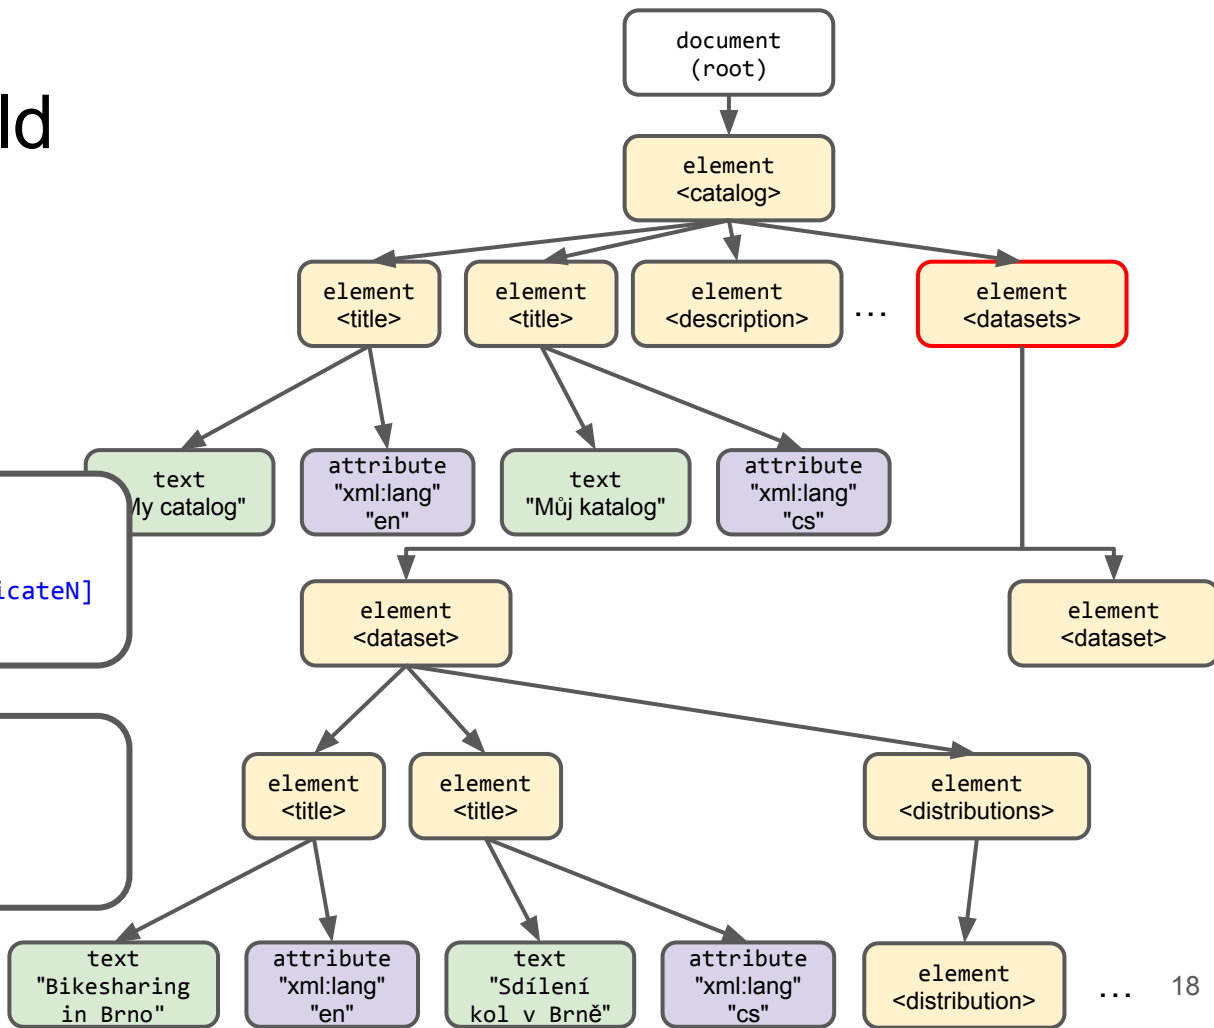 ld
document
(root)
element
<catalog>
element
<title>
element
<title>
element
<description>
...
element
<datasets>
text
"My catalog"
attribute
"xml:lang"
"en"
text
"Můj katalog"
attribute
"xml:lang"
"cs"
icateN]
element
<dataset>
element
<dataset>
element
<title>
element
<title>
element
<distributions>
text
"Bikesharing
in Brno"
attribute
"xml:lang"
"en"
text
"Sdílení
kol v Brně"
attribute
"xml:lang"
"cs"
element
<distribution>
...
18